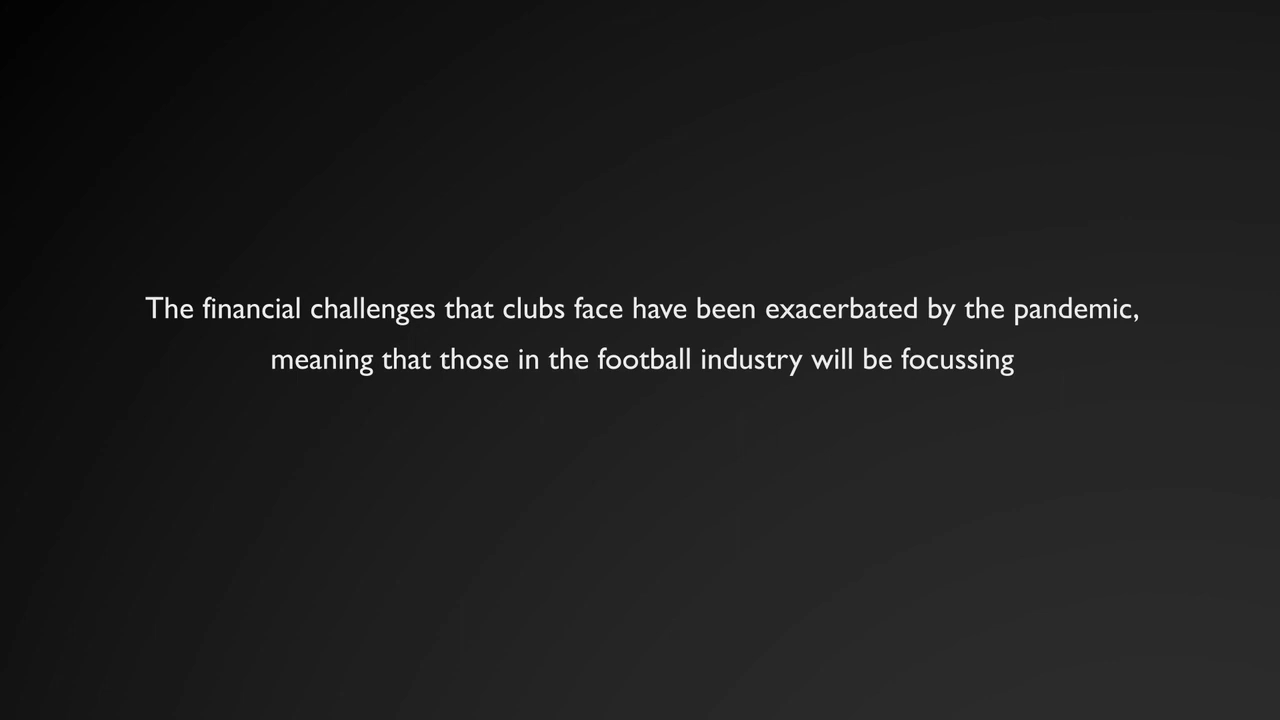 The financial challenges that clubs face have been exacerbated by the pandemic,
meaning that those in the football industry will be focussing